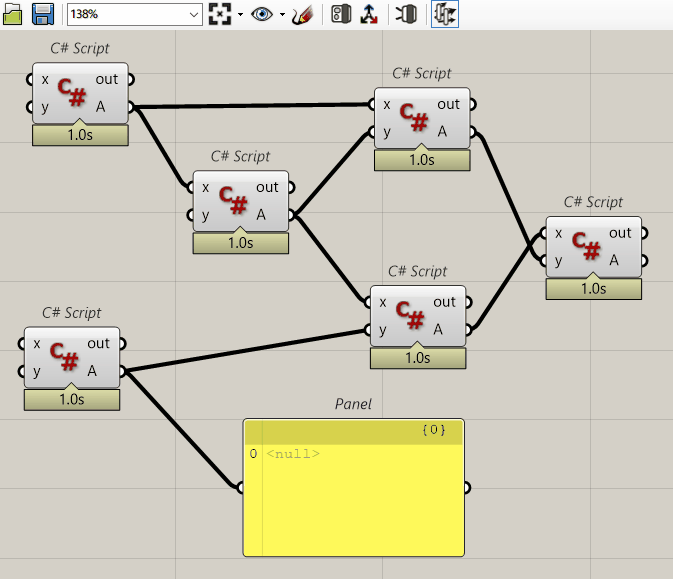 138%
C# Script
x out
C#
y A
1.0s
C# Script
x out
C#
y A
1.0s
C# Script
x out
C#
y A
1.0s
C# Script
x out
C#
y A
1.0s
C# Script
x out
C#
y A
1.0s
C# Script
x out
C#
y A
1.0s
Panel
{0}
0 <null>